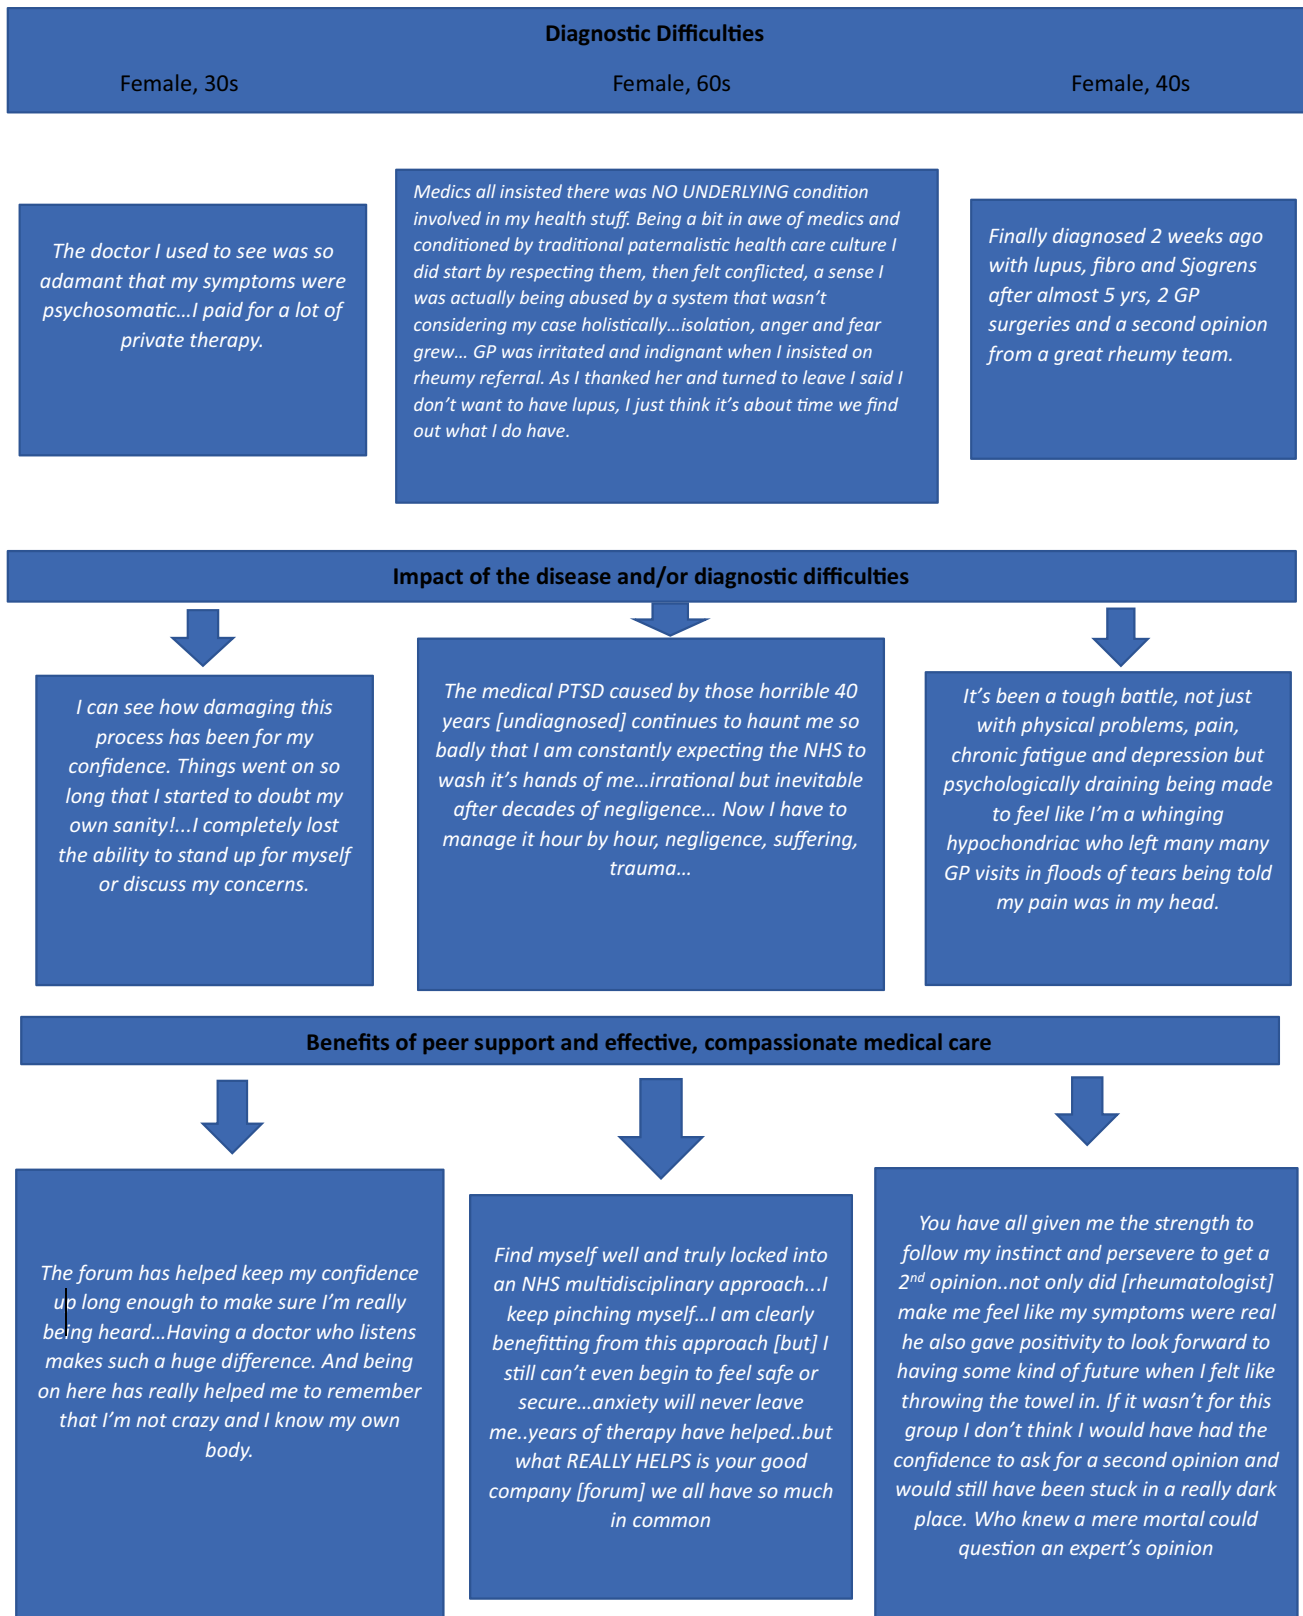 Diagnostic Difficulties
Female, 30s
Female, 60s
Female, 40s
The doctor I used to see was so
adamant that my symptoms were
psychosomatic...I paid for a lot of
private therapy.
Medics all insisted there was NO UNDERLYING condition
involved in my health stuff. Being a bit in awe of medics and
conditioned by traditional paternalistic health care culture I
did start by respecting them, then felt conflicted, a sense I
was actually being abused by a system that wasn't
considering my case holistically...isolation, anger and fear
grew... GP was irritated and indignant when I insisted on
rheumy referral. As I thanked her and turned to leave I said I
don't want to have lupus, I just think it's about time we find
out what I do have.
Finally diagnosed 2 weeks ago
with lupus, fibro and Sjogrens
after almost 5 yrs, 2 GP
surgeries and a second opinion
from a great rheumy team.
Impact of the disease and/or diagnostic difficulties
I can see how damaging this
process has been for my
confidence. Things went on so
long that I started to doubt my
own sanity!...I completely lost
the ability to stand up for myself
or discuss my concerns.
The medical PTSD caused by those horrible 40
years [undiagnosed] continues to haunt me so
badly that I am constantly expecting the NHS to
wash it's hands of me...irrational but inevitable
after decades of negligence... Now I have to
manage it hour by hour, negligence, suffering,
trauma...
It's been a tough battle, not just
with physical problems, pain,
chronic fatigue and depression but
psychologically draining being made
to feel like I'm a whinging
hypochondriac who left many many
GP visits in floods of tears being told
my pain was in my head.
Benefits of peer support and effective, compassionate medical care
The forum has helped keep my confidence
up long enough to make sure I'm really
being heard...Having a doctor who listens
makes such a huge difference. And being
on here has really helped me to remember
that I'm not crazy and I know my own
body.
Find myself well and truly locked into
an NHS multidisciplinary approach...I
keep pinching myself...I am clearly
benefitting from this approach [but] I
still can't even begin to feel safe or
secure...anxiety will never leave
me..years of therapy have helped..but
what REALLY HELPS is your good
company [forum] we all have so much
in common
You have all given me the strength to
follow my instinct and persevere to get a
2nd opinion..not only did [rheumatologist]
make me feel like my symptoms were real
he also gave positivity to look forward to
having some kind of future when I felt like
throwing the towel in. If it wasn't for this
group I don't think I would have had the
confidence to ask for a second opinion and
would still have been stuck in a really dark
place. Who knew a mere mortal could
question an expert's opinion